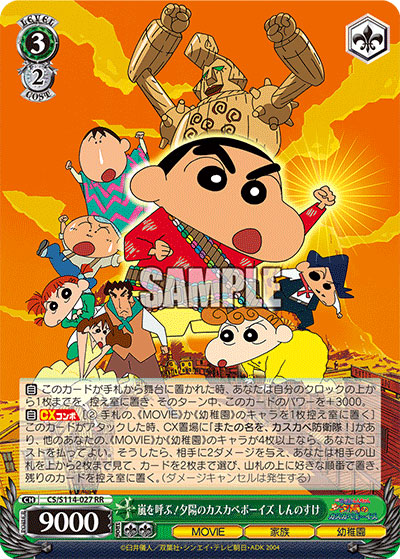 LEVEL
3
2
COST
SAMPLE
自 このカードが手札から舞台に置かれた時、あなたは自分のクロックの上から1枚までを、控え室に置き、そのターン中、このカードのパワーを+3000。
自 CXコンボ [② 手札の、《MOVIE》か《幼稚園》のキャラを1枚控え室に置く]
このカードがアタックした時、CX置場に「またの名を、カスカベ防衛隊!」があり、他のあなたの、《MOVIE》か《幼稚園》のキャラが4枚以上なら、あなたはコストを払ってよい。そうしたら、相手に2ダメージを与え、あなたは自分の山札の上から4枚まで見て、カードを2枚まで選び、山札の上に好きな順番で置き、残りのカードを控え室に置く。(ダメージキャンセルは発生する)
CH
CS/S114-027 RR
嵐を呼ぶ!夕陽のカスカベボーイズ しんのすけ
9000
MOVIE
家族
幼稚園
©臼井儀人/双葉社・シンエイ・テレビ朝日・ADK 2004